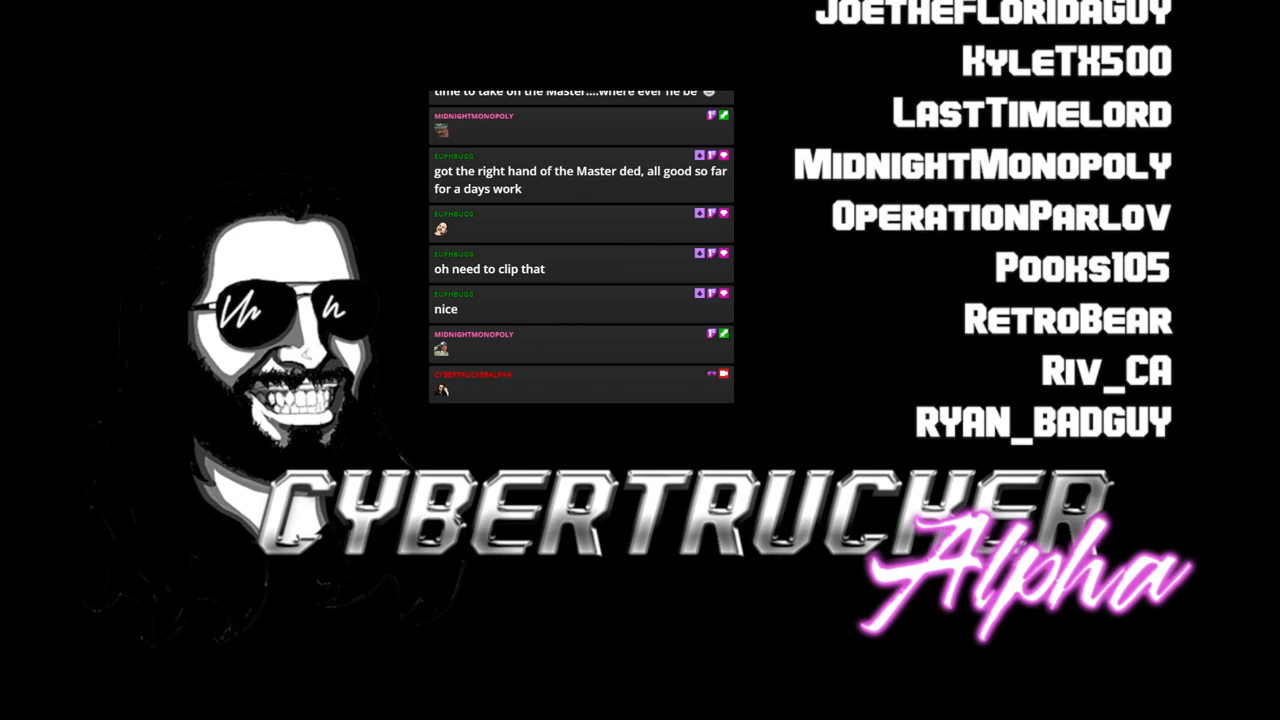 time to take on the Master....where ever he be
MIDNIGHTMONOPOLY
EUPHBUGG
got the right hand of the Master ded, all good so far
for a days work
EUPHBUGG
EUPHBUGG
oh need to clip that
EUPHBUGG
nice
MIDNIGHTMONOPOLY
CYBERTRUCKERALPHA
JOETHEFLORIDAGUY
KYLETX500
LASTTIMELORD
MIDNIGHTMONOPOLY
OPERATIONPARLOV
POOKS105
RETROBEAR
RIV_CA
RYAN_BADGUY
CYBERTRUCKER
Alpha